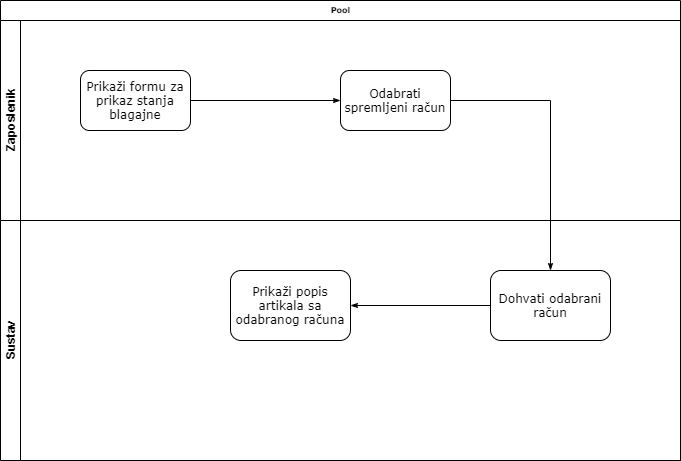 Pool
Zaposlenik
Prikaži formu za
prikaz stanja
blagajne
Odabrati
spremljeni račun
Sustav
Prikaži popis
artikala sa
odabranog računa
Dohvati odabrani
račun